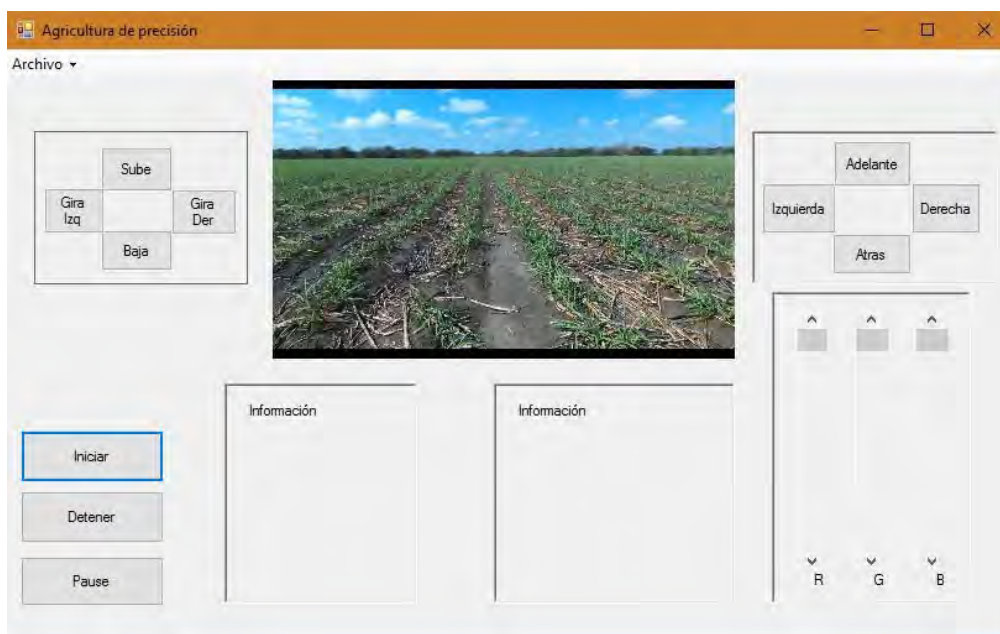 Agricultura de precisión
Archivo
Sube
Gira
Izq
Gira
Der
Baja
Adelante
Izquierda
Derecha
Atras
Información
Información
Iniciar
Detener
Pause
R G B